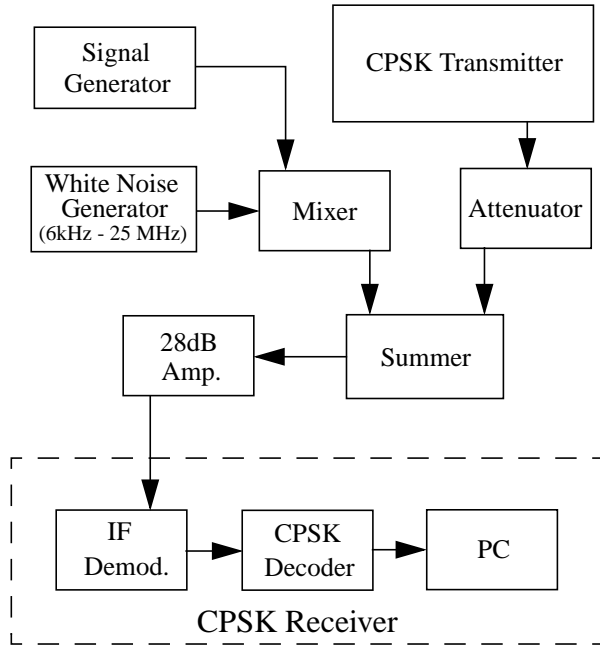 Signal
Generator
CPSK Transmitter
White Noise
Generator
(6kHz - 25 MHz)
Mixer
Attenuator
28dB
Amp.
Summer
IF
Demod.
CPSK
Decoder
PC
CPSK Receiver